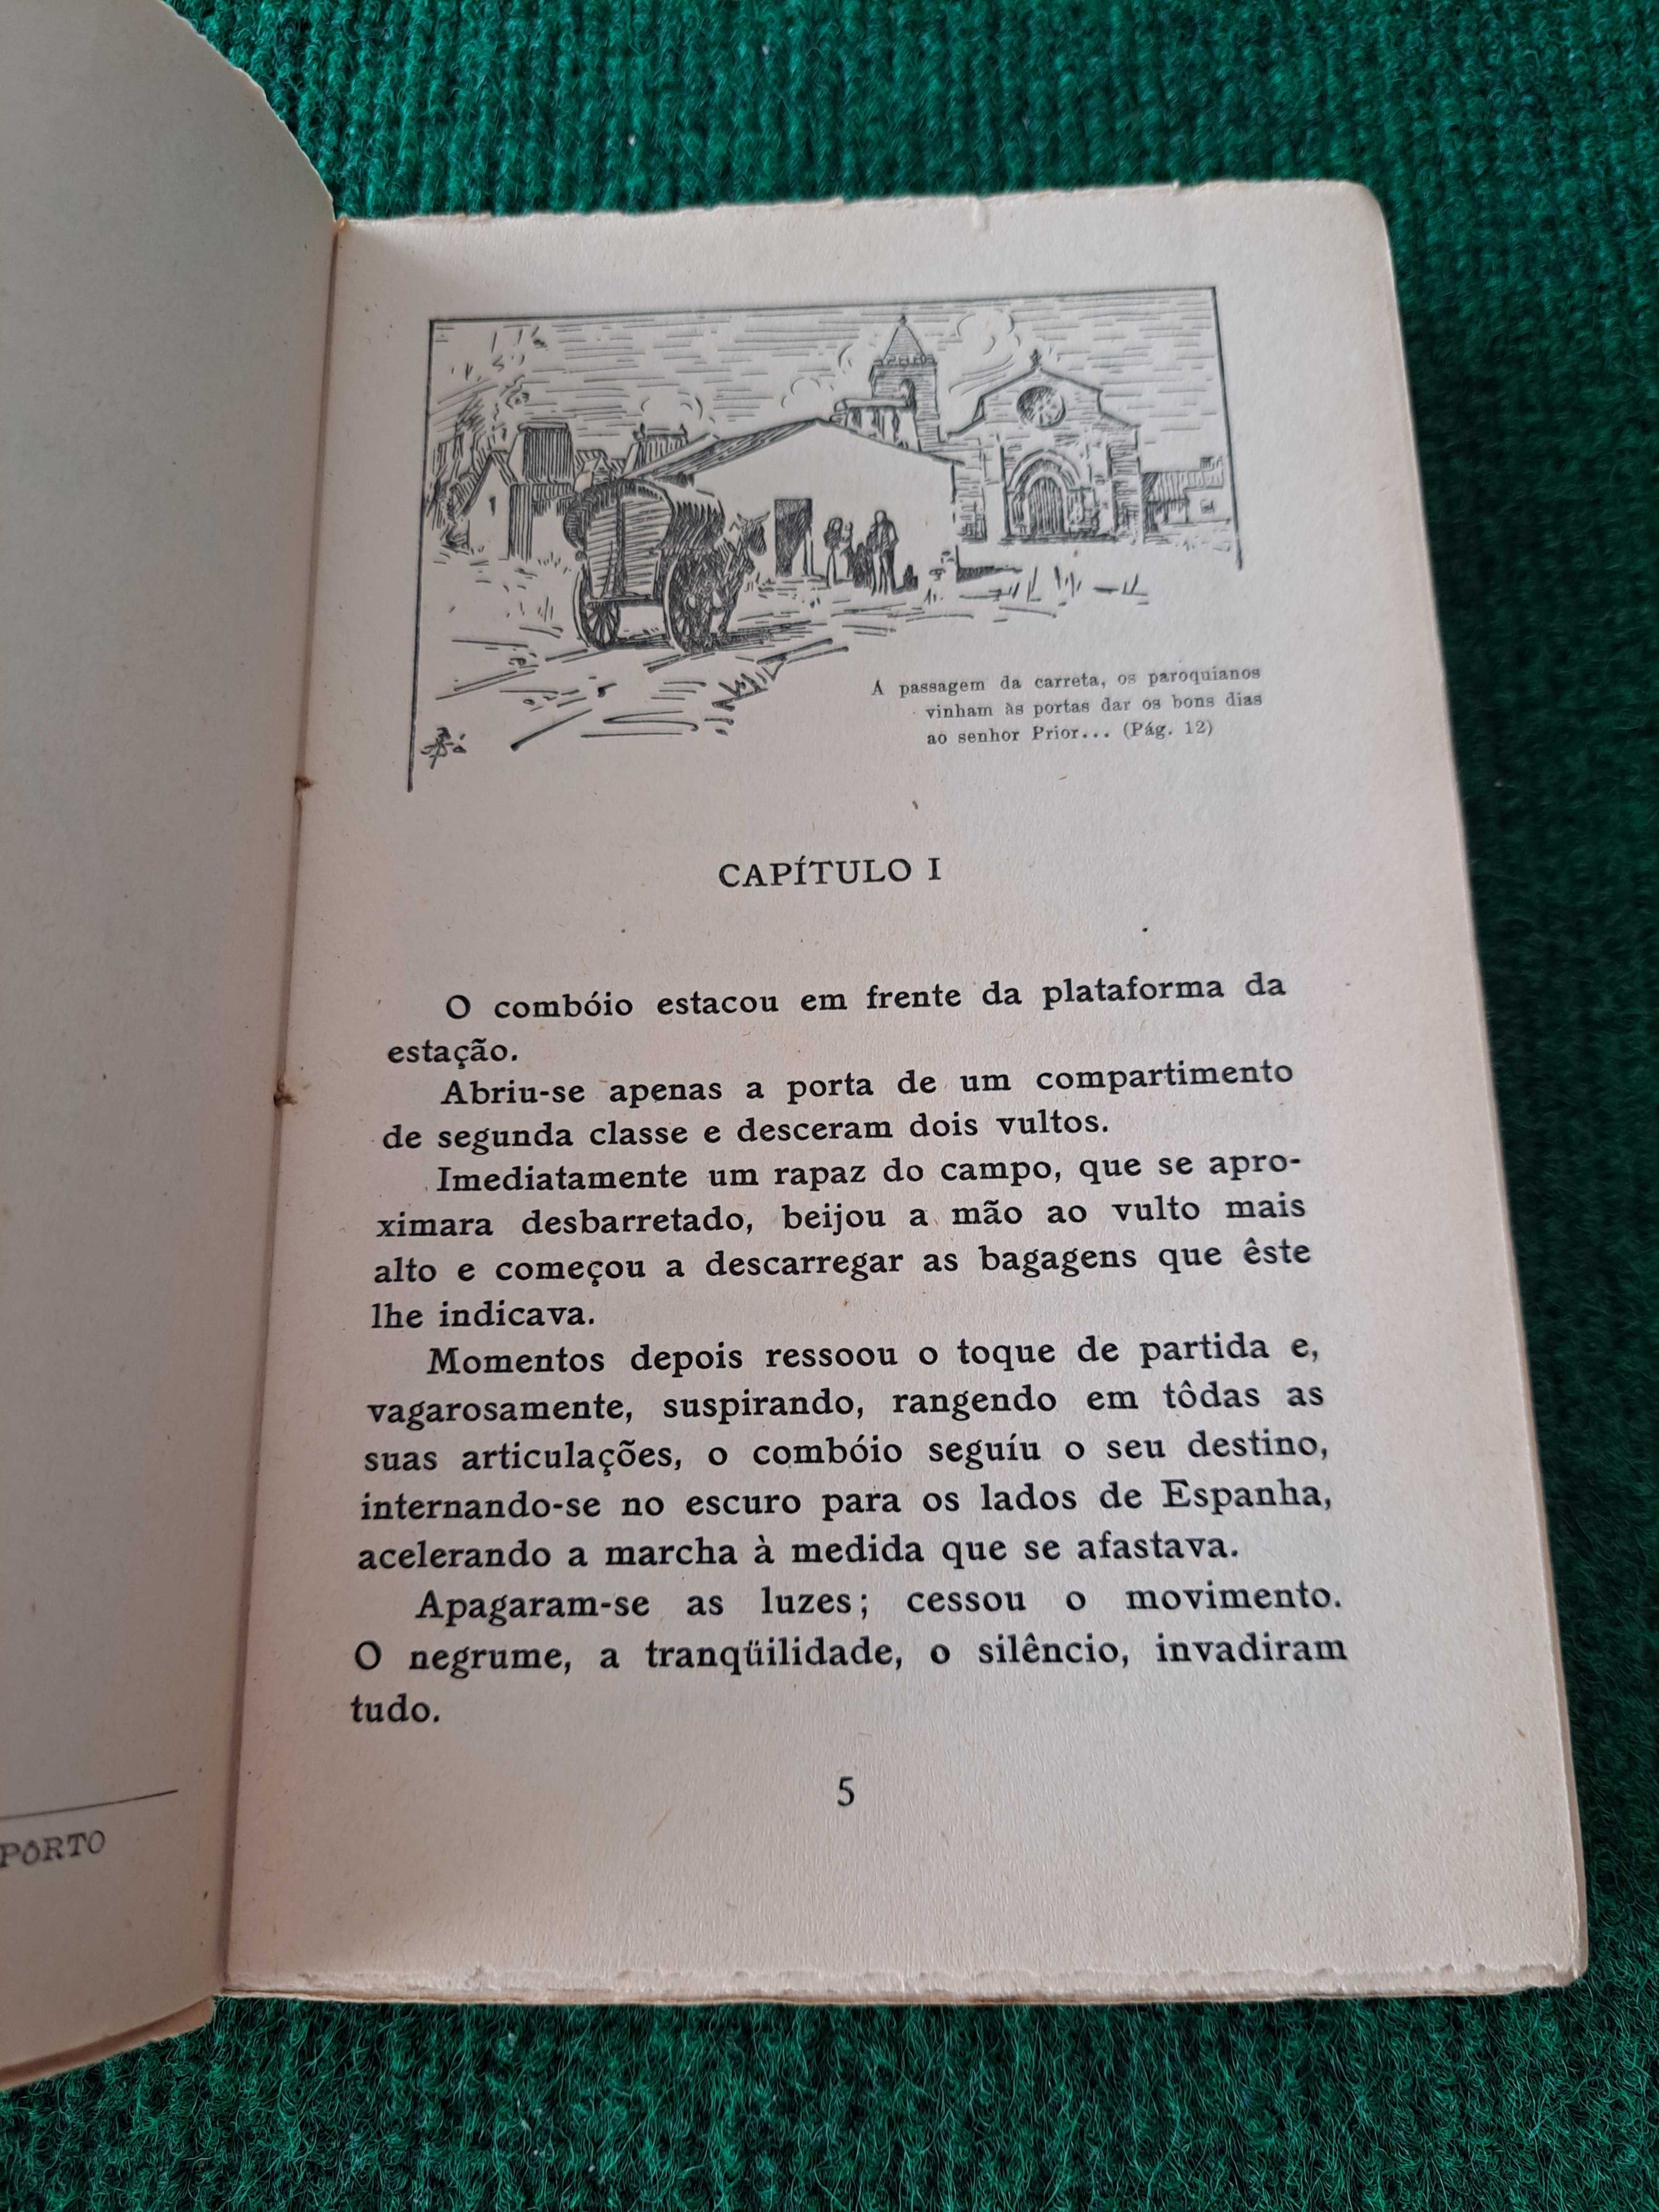 A passagem da carreta, os paroquianos
vinham às portas dar os bons dias
ao senhor Prior... (Pág. 12)
CAPÍTULO I
O combóio estacou em frente da plataforma da
estação.
Abriu-se apenas a porta de um compartimento
de segunda classe e desceram dois vultos.
Imediatamente um rapaz do campo, que se apro-
ximara desbarretado, beijou a mão ao vulto mais
alto e começou a descarregar as bagagens que êste
lhe indicava.
Momentos depois ressoou o toque de partida e,
vagarosamente, suspirando, rangendo em tôdas as
suas articulações, o combóio seguíu o seu destino,
internando-se no escuro para os lados de Espanha,
acelerando a marcha à medida que se afastava.
Apagaram-se as luzes; cessou o movimento.
O negrume, a tranqüilidade, o silêncio, invadiram
tudo.
5
PÔRTO